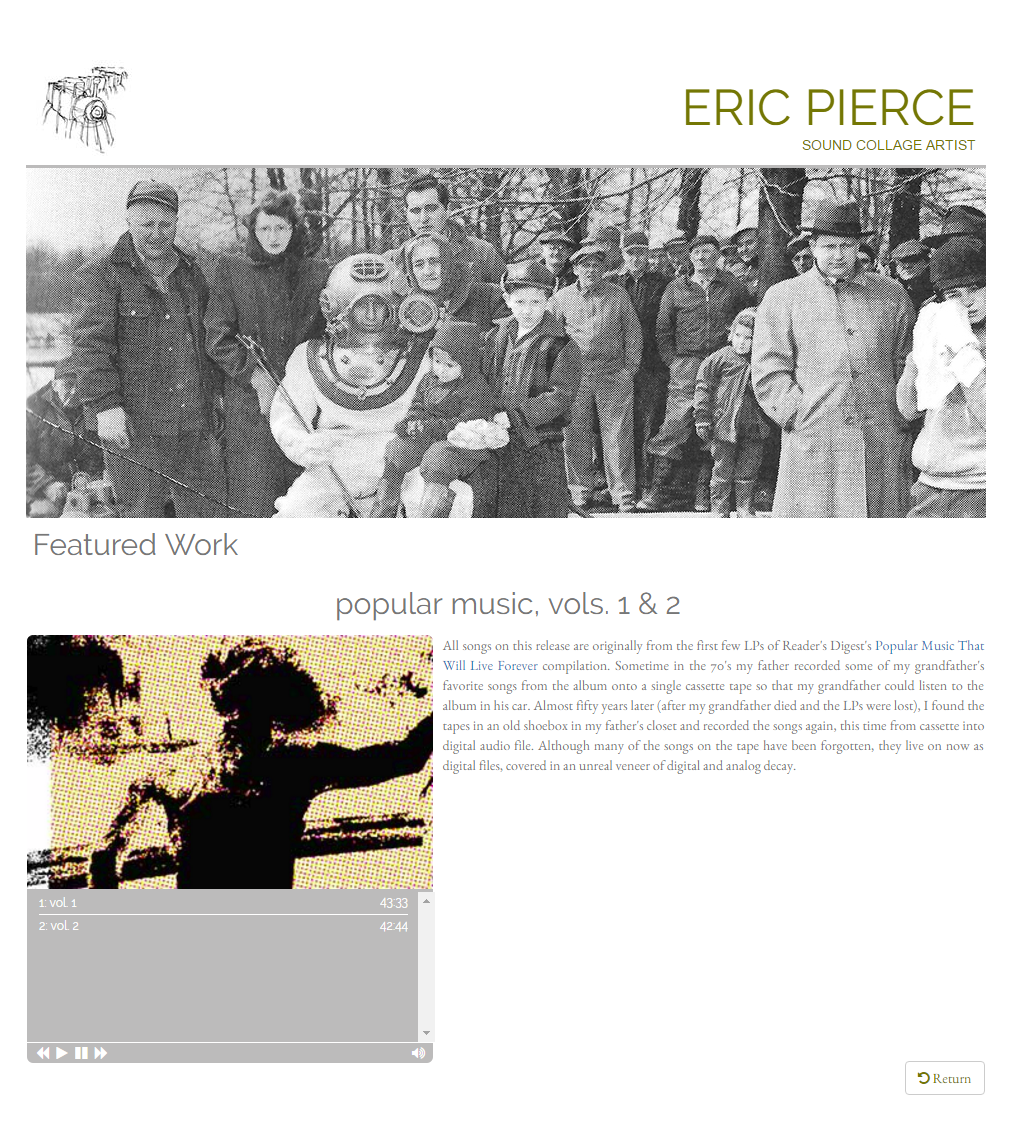 ERIC PIERCE
SOUND COLLAGE ARTIST
Featured Work
popular music, vols. 1 & 2
All songs on this release are originally from the first few LPs of Reader's Digest's Popular Music That
Will Live Forever compilation. Sometime in the 70's my father recorded some of my grandfather's
favorite songs from the album onto a single cassette tape so that my grandfather could listen to the
album in his car. Almost fifty years later (after my grandfather died and the LPs were lost), I found the
tapes in an old shoebox in my father's closet and recorded the songs again, this time from cassette into
digital audio file. Although many of the songs on the tape have been forgotten, they live on now as
digital files, covered in an unreal veneer of digital and analog decay.
1: vol. 1 43:33
2: vol. 2 42:44
Return